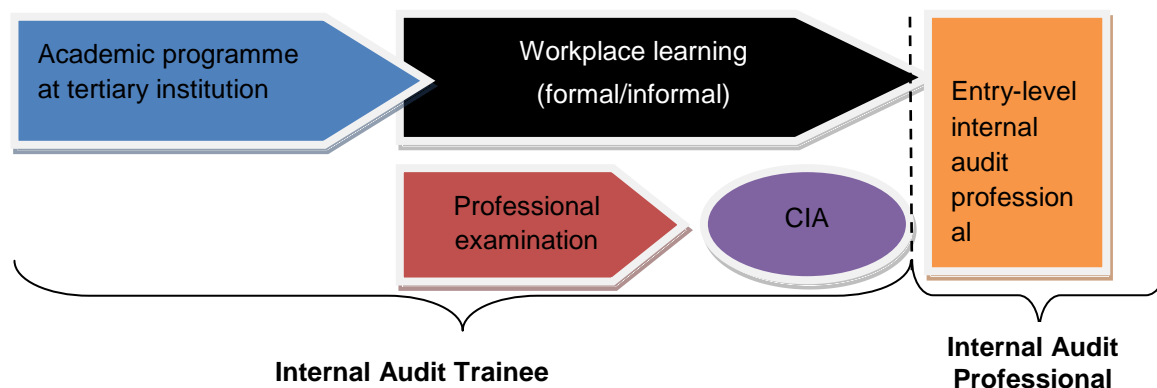 Academic programme
at tertiary institution
Workplace learning
(formal/informal)
Entry-level
internal
audit
profession
al
Professional
examination
CIA
Internal Audit Trainee
Internal Audit
Professional